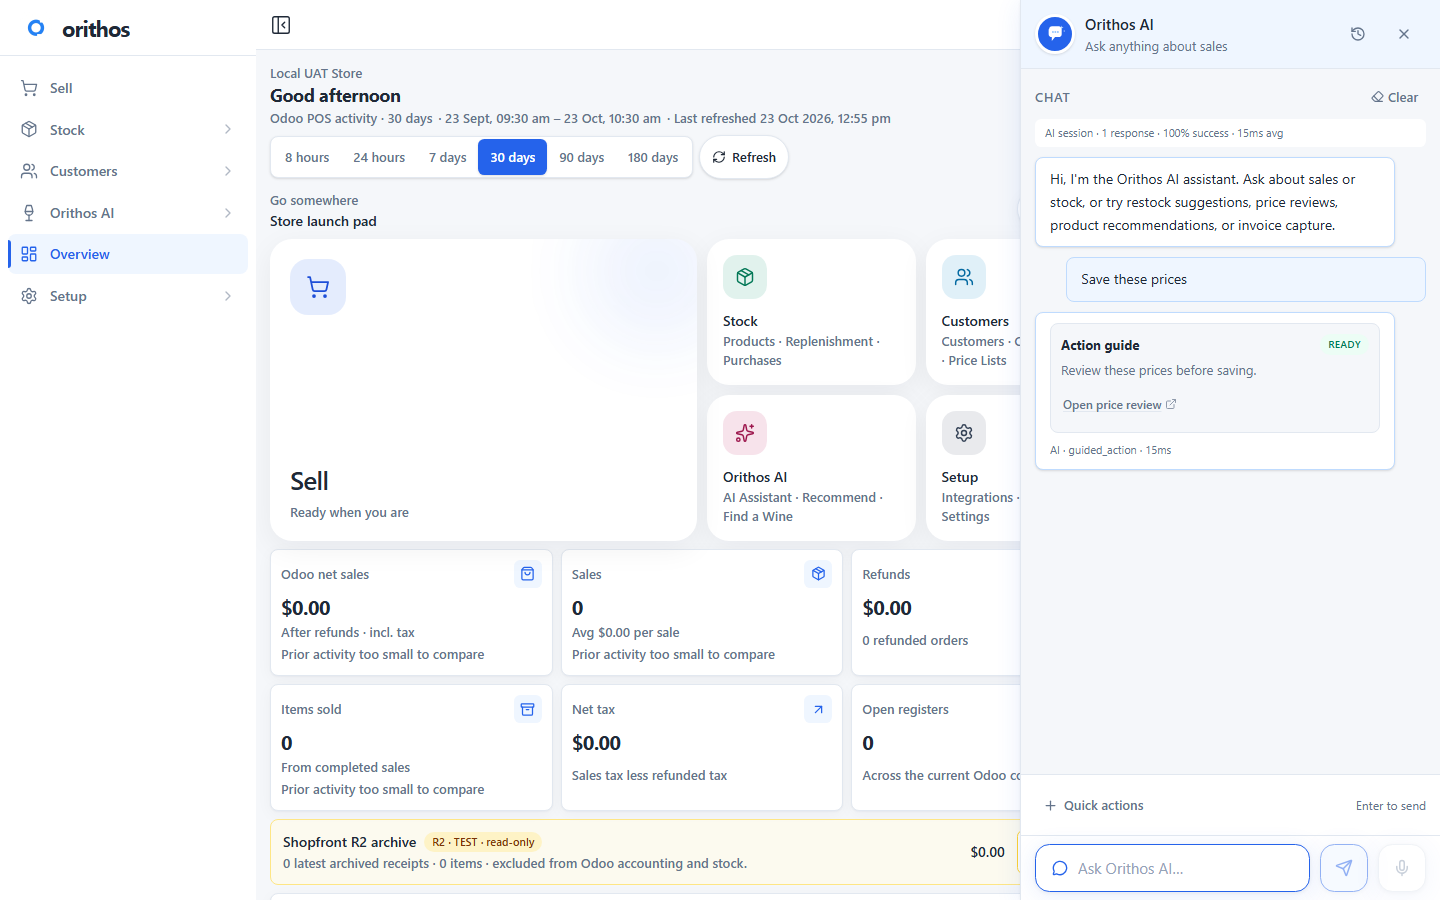 orithos
Sell
Stock
Customers
Orithos AI
Overview
Setup
Local UAT Store
Good afternoon
Odoo POS activity · 30 days · 23 Sept, 09:30 am – 23 Oct, 10:30 am · Last refreshed 23 Oct 2026, 12:55 pm
8 hours 24 hours 7 days 30 days 90 days 180 days Refresh
Go somewhere
Store launch pad
Sell
Ready when you are
Stock
Products · Replenishment ·
Purchases
Customers
Customers ·
· Price Lists
Orithos AI
AI Assistant · Recommend ·
Find a Wine
Setup
Integrations ·
Settings
Odoo net sales
$0.00
After refunds · incl. tax
Prior activity too small to compare
Sales
0
Avg $0.00 per sale
Prior activity too small to compare
Refunds
$0.00
0 refunded orders
Items sold
0
From completed sales
Prior activity too small to compare
Net tax
$0.00
Sales tax less refunded tax
Open registers
0
Across the current Odoo
Shopfront R2 archive R2 · TEST · read-only
0 latest archived receipts · 0 items · excluded from Odoo accounting and stock.
$0.00
Orithos AI
Ask anything about sales
CHAT
Clear
AI session · 1 response · 100% success · 15ms avg
Hi, I'm the Orithos AI assistant. Ask about sales or
stock, or try restock suggestions, price reviews,
product recommendations, or invoice capture.
Save these prices
Action guide
READY
Review these prices before saving.
Open price review
AI · guided_action · 15ms
Quick actions
Enter to send
Ask Orithos AI...